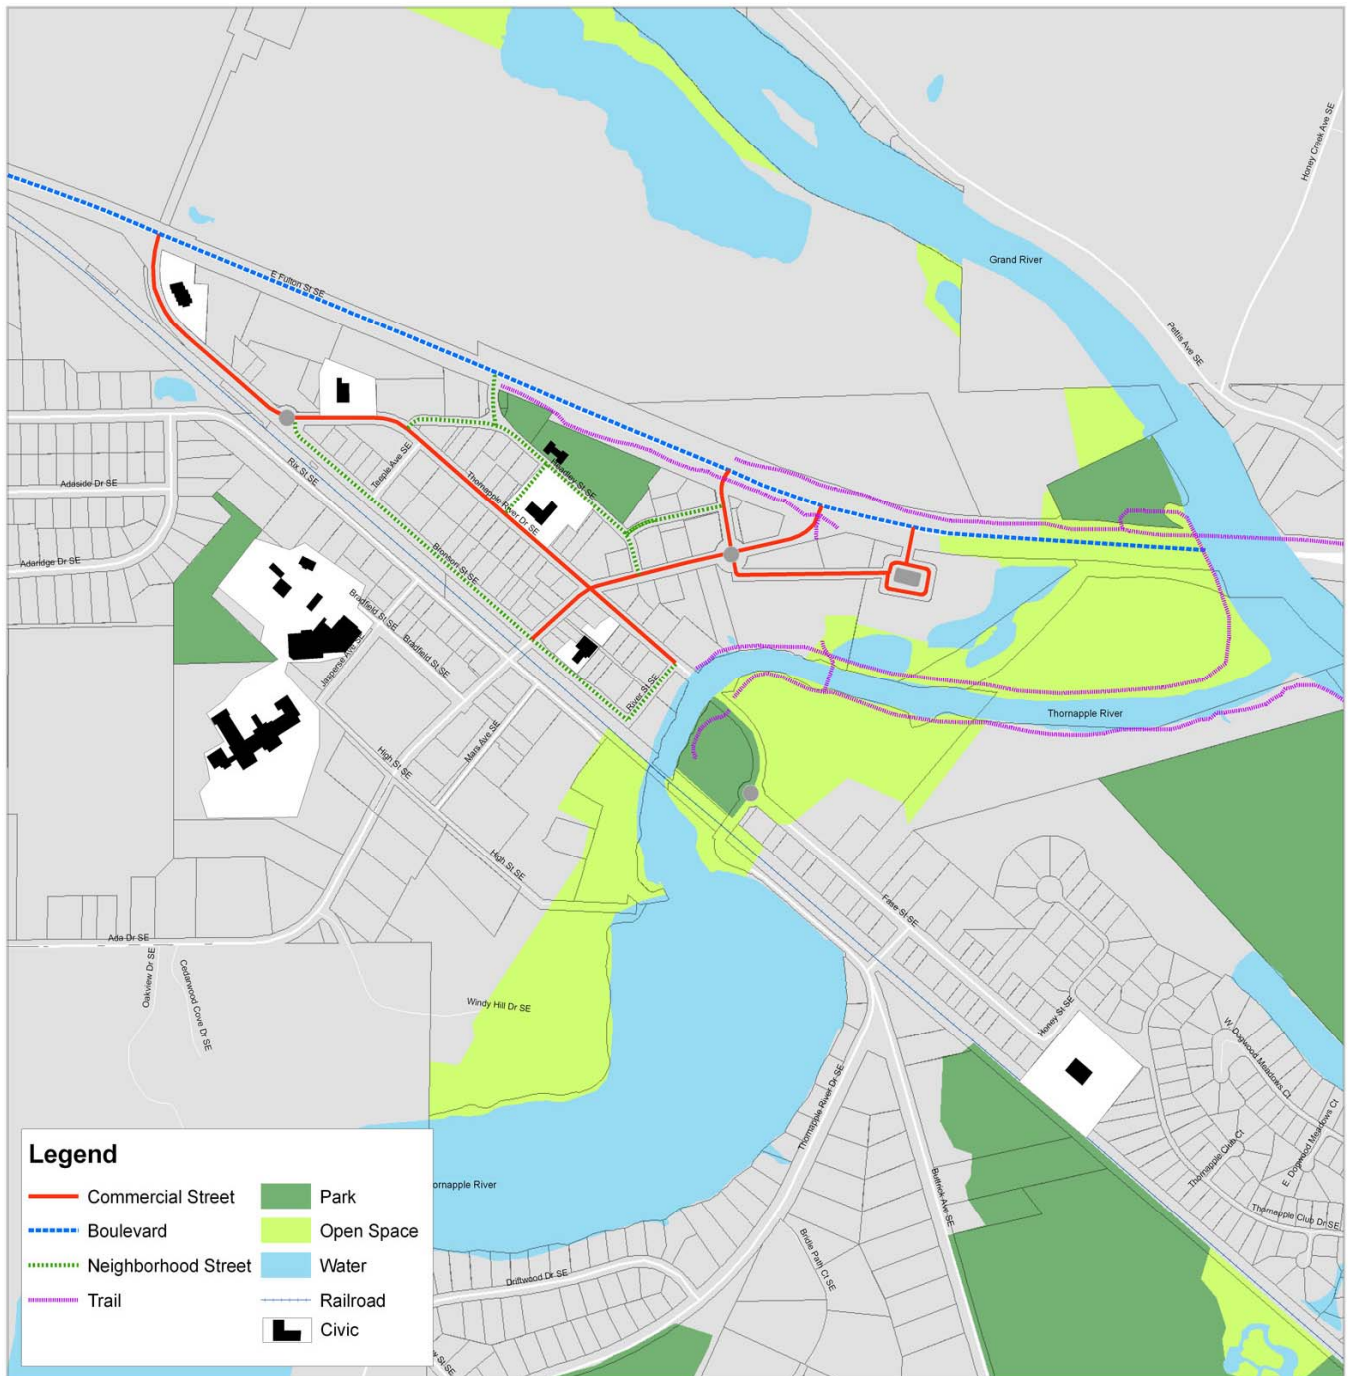 Honey Creek Ave SE
Grand River
E Fulton St SE
Pettis Ave SE
Teeple Ave SE
Headley St SE
Rix St SE
Thornapple River Dr SE
Adaside Dr SE
Bronson St SE
Adaridge Dr SE
Bradfield St SE
Bradfield St SE
Jasperse Ave SE
River St SE
Thornapple River
Mars Ave SE
High St SE
High St SE
Fase St SE
Ada Dr SE
Oakview Dr SE
Cedarwood Cove Dr SE
Windy Hill Dr SE
Honey St SE
W. Dogwood Meadows Ct
Thornapple River Dr SE
E. Dogwood Meadows Ct
Thornapple Club Ct
Buttrick Ave SE
Thornapple Club Dr SE
ornapple River
Bridle Path Ct SE
Driftwood Dr SE
Legend
Commercial Street
Boulevard
Neighborhood Street
Trail
Park
Open Space
Water
Railroad
Civic